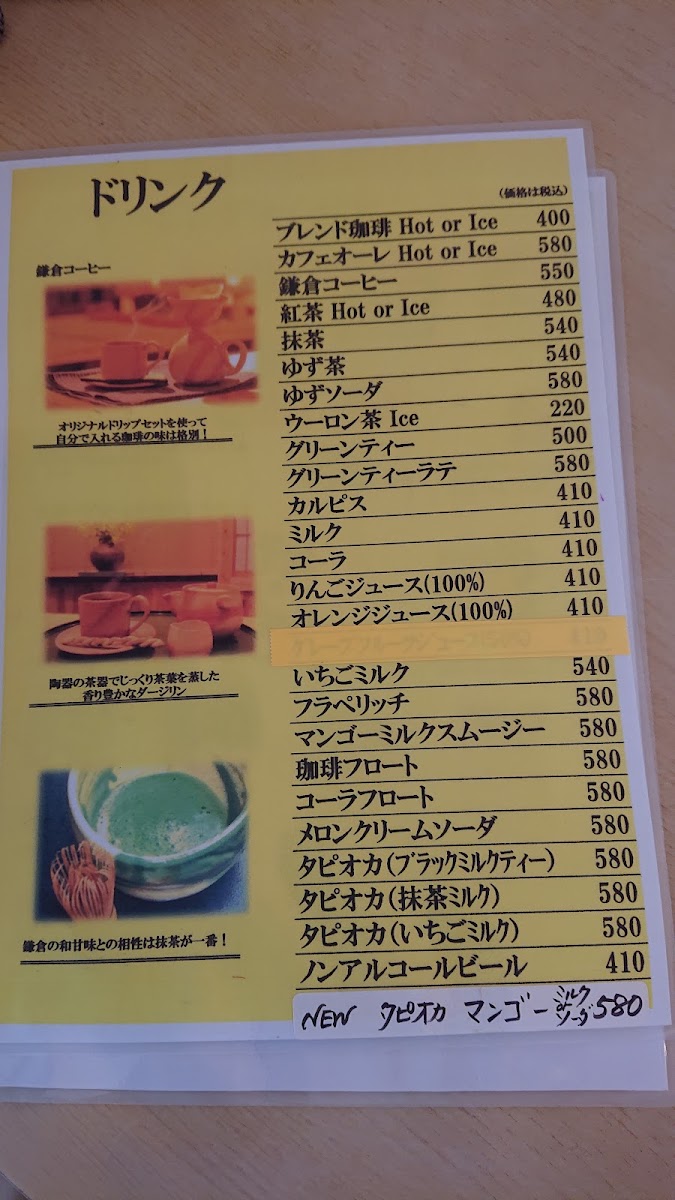 ドリンク
(価格は税込)
鎌倉コーヒー
オリジナルドリップセットを使って
自分で入れる珈琲の味は格別!
陶器の茶器でじっくり茶葉を蒸した
香り豊かなダージリン
鎌倉の和甘味との相性は抹茶が一番!
ブレンド珈琲 Hot or Ice 400
カフェオーレ Hot or Ice 580
鎌倉コーヒー 550
紅茶 Hot or Ice 480
抹茶 540
ゆず茶 540
ゆずソーダ 580
ウーロン茶 Ice 220
グリーンティー 500
グリーンティーラテ 580
カルピス 410
ミルク 410
コーラ 410
りんごジュース(100%) 410
オレンジジュース(100%) 410
いちごミルク 540
フラペリッチ 580
マンゴーミルクスムージー 580
珈琲フロート 580
コーラフロート 580
メロンクリームソーダ 580
タピオカ(ブラックミルクティー) 580
タピオカ(抹茶ミルク) 580
タピオカ(いちごミルク) 580
ノンアルコールビール 410
NEW タピオカ マンゴー ミルク or ソーダ 580